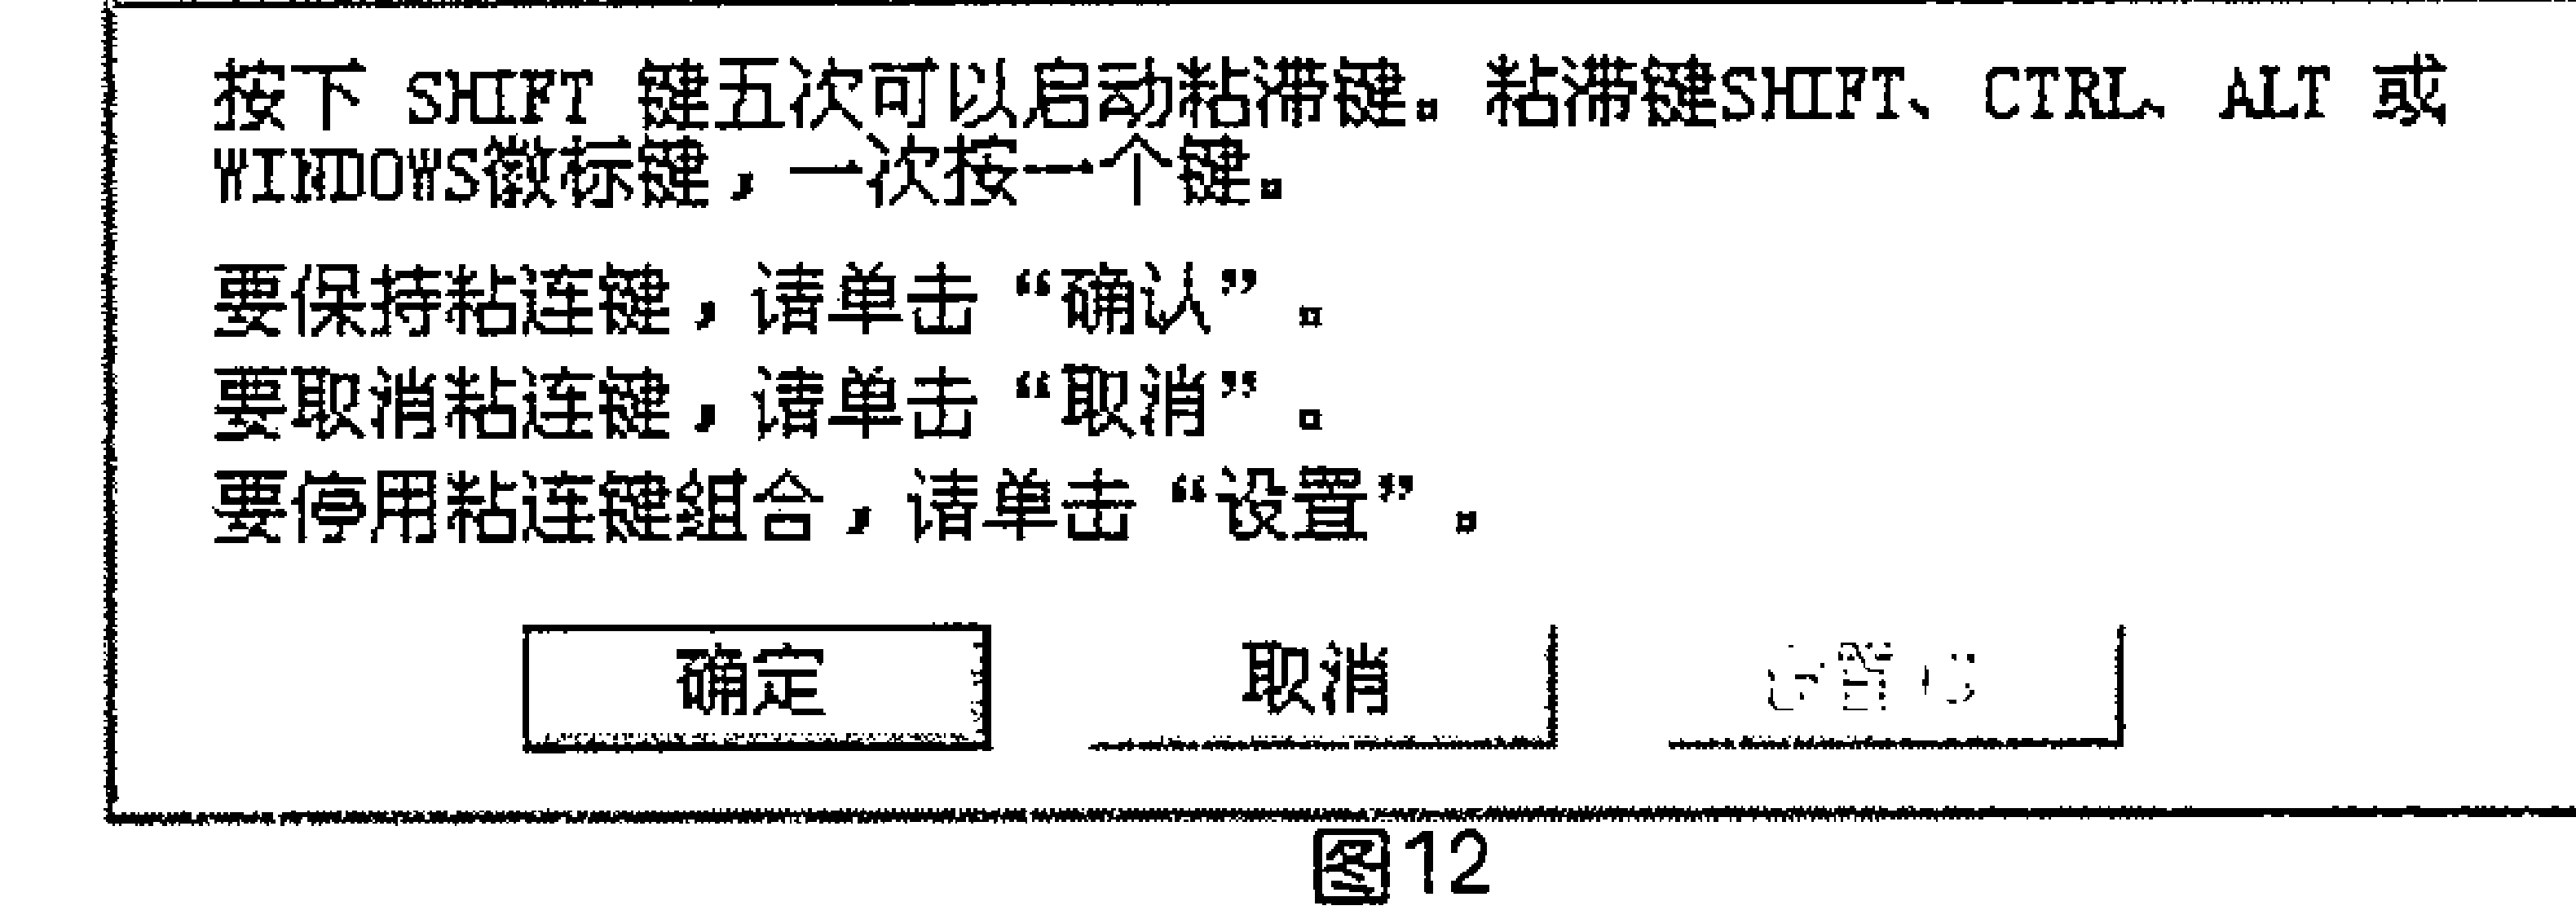 按下 SHIFT 键五次可以启动粘滞键。粘滞键SHIFT、CTRL、ALT 或
WINDOWS徽标键，一次按一个键。
要保持粘连键，请单击“确认”。
要取消粘连键，请单击“取消”。
要停用粘连键组合，请单击“设置”。
确定 取消
图12